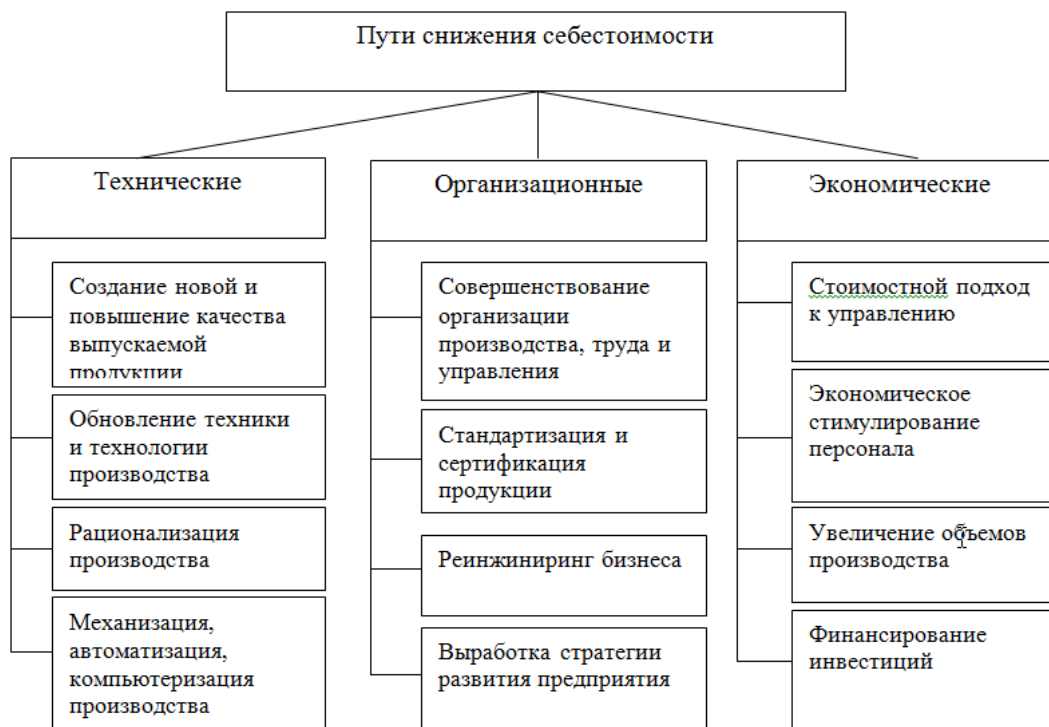 Пути снижения себестоимости
Технические
Создание новой и
повышение качества
выпускаемой
продукции
Обновление техники
и технологии
производства
Рационализация
производства
Механизация,
автоматизация,
компьютеризация
производства
Организационные
Совершенствование
организации
производства, труда и
управления
Стандартизация и
сертификация
продукции
Реинжиниринг бизнеса
Выработка стратегии
развития предприятия
Экономические
Стоимостной подход
к управлению
Экономическое
стимулирование
персонала
Увеличение объемов
производства
Финансирование
инвестиций